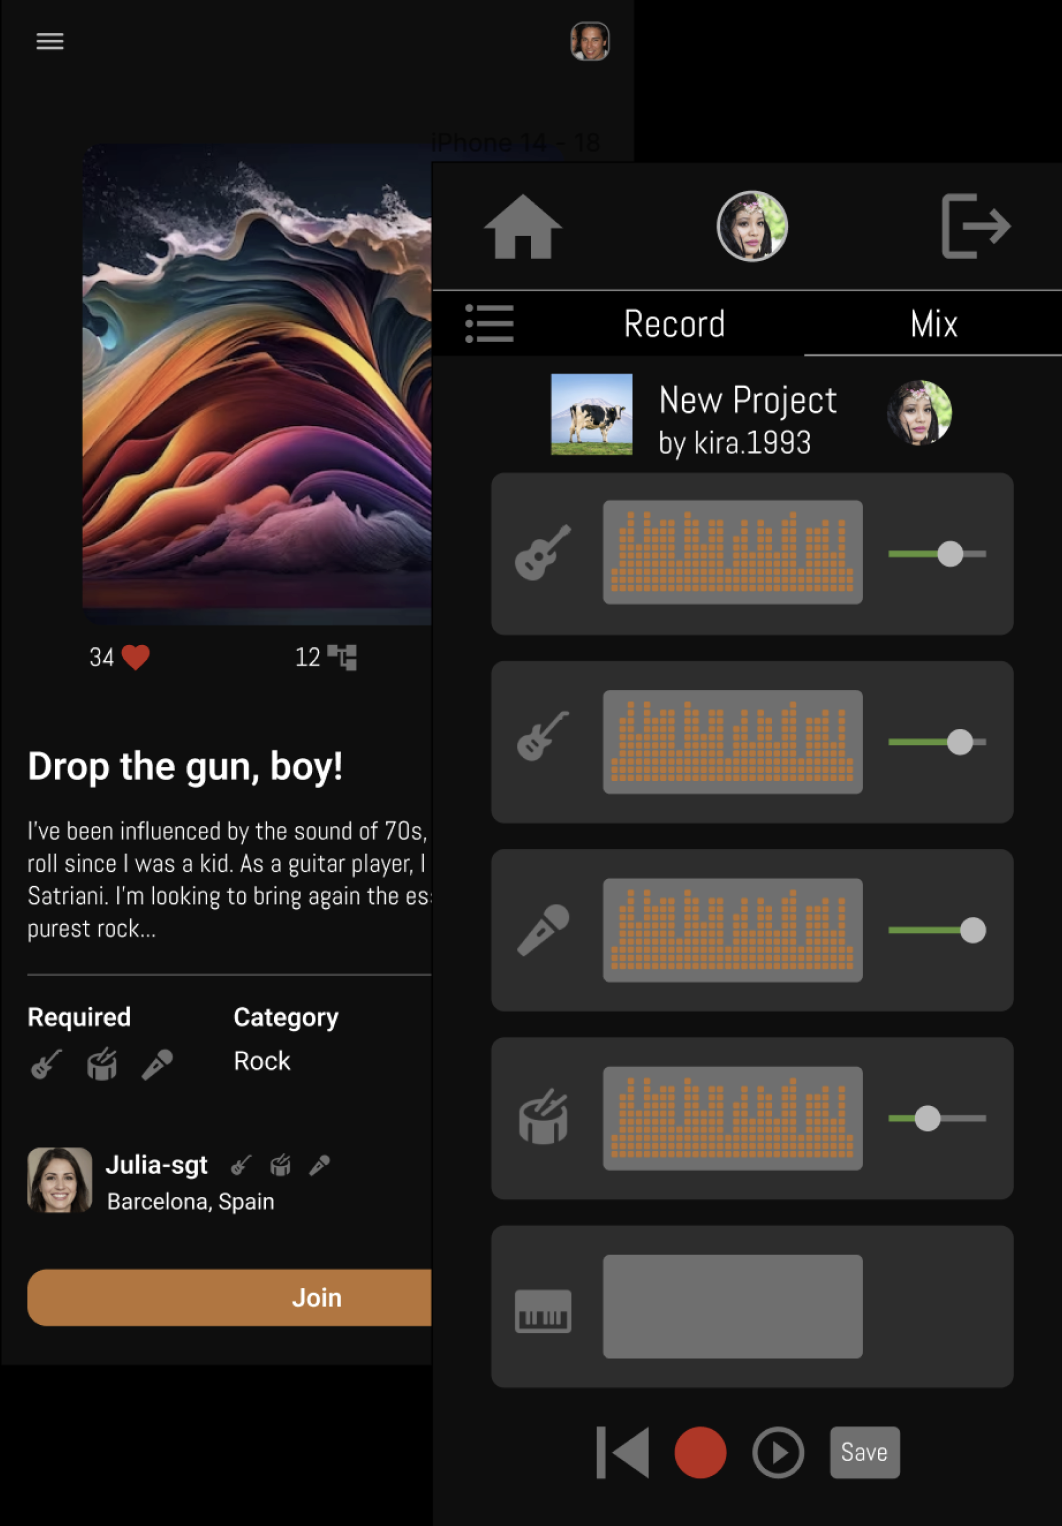 iPhone 14 - 18
34
12
Drop the gun, boy!
I've been influenced by the sound of 70s,
roll since I was a kid. As a guitar player, I
Satriani. I'm looking to bring again the es
purest rock...
Required
Category
Rock
Julia-sgt
Barcelona, Spain
Join
Record
Mix
New Project
by kira.1993
Save